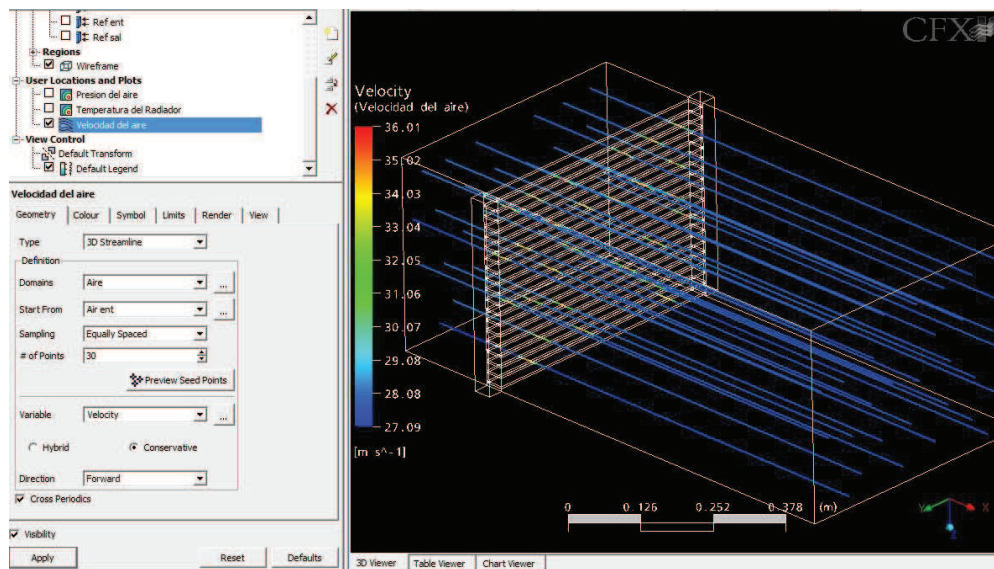 Ref ent
Ref sal
Regions
Wireframe
User Locations and Plots
Presion del aire
Temperatura del Radiador
Velocidad del aire
View Control
Default Transform
Default Legend
Velocidad del aire
Geometry Colour Symbol Limits Render View
Type 3D Streamline
Definition
Domains Aire ...
Start From Air ent ...
Sampling Equally Spaced
# of Points 30
Preview Seed Points
Variable Velocity ...
Hybrid Conservative
Direction Forward
Cross Periodics
Visibility
Apply Reset Defaults
CFX
Velocity
(Velocidad del aire)
36.01
35.02
34.03
33.04
32.05
31.06
30.07
29.08
28.08
27.09
[m s^-1]
0 0.126 0.252 0.378 (m)
Y X
Z
3D Viewer Table Viewer Chart Viewer